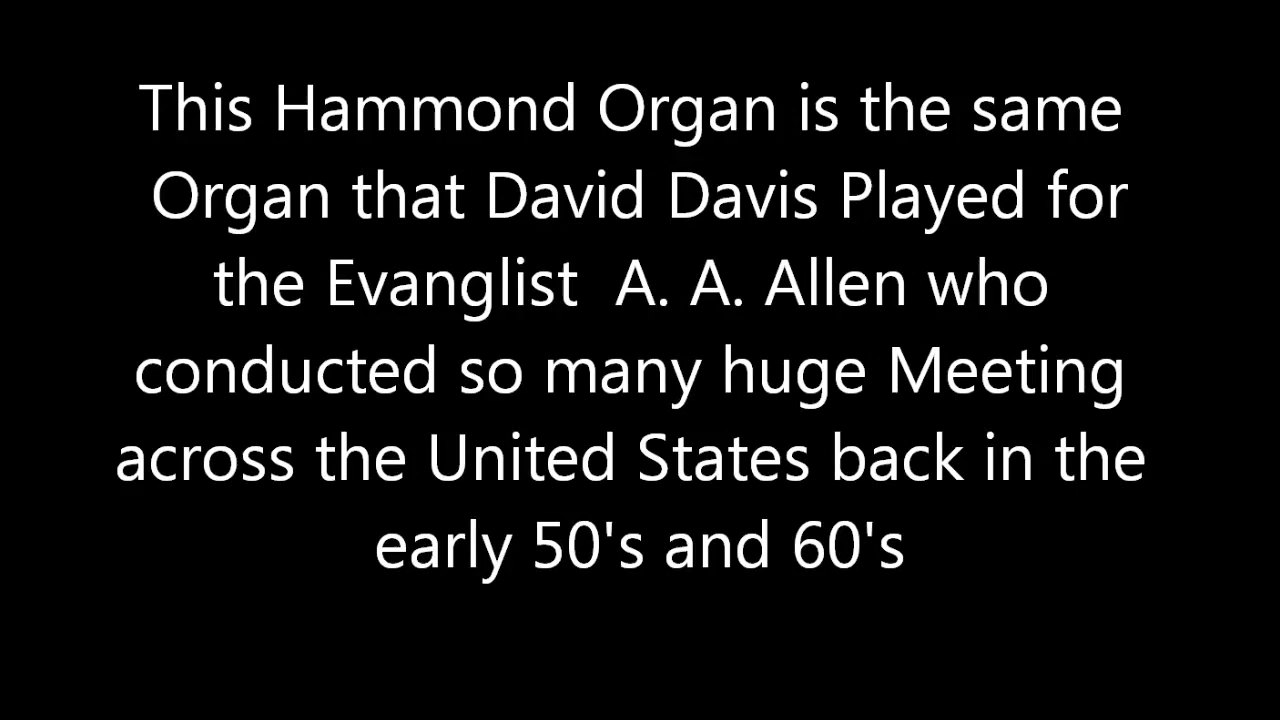 This Hammond Organ is the same
Organ that David Davis Played for
the Evanglist  A. A. Allen who
conducted so many huge Meeting
across the United States back in the
early 50's and 60's